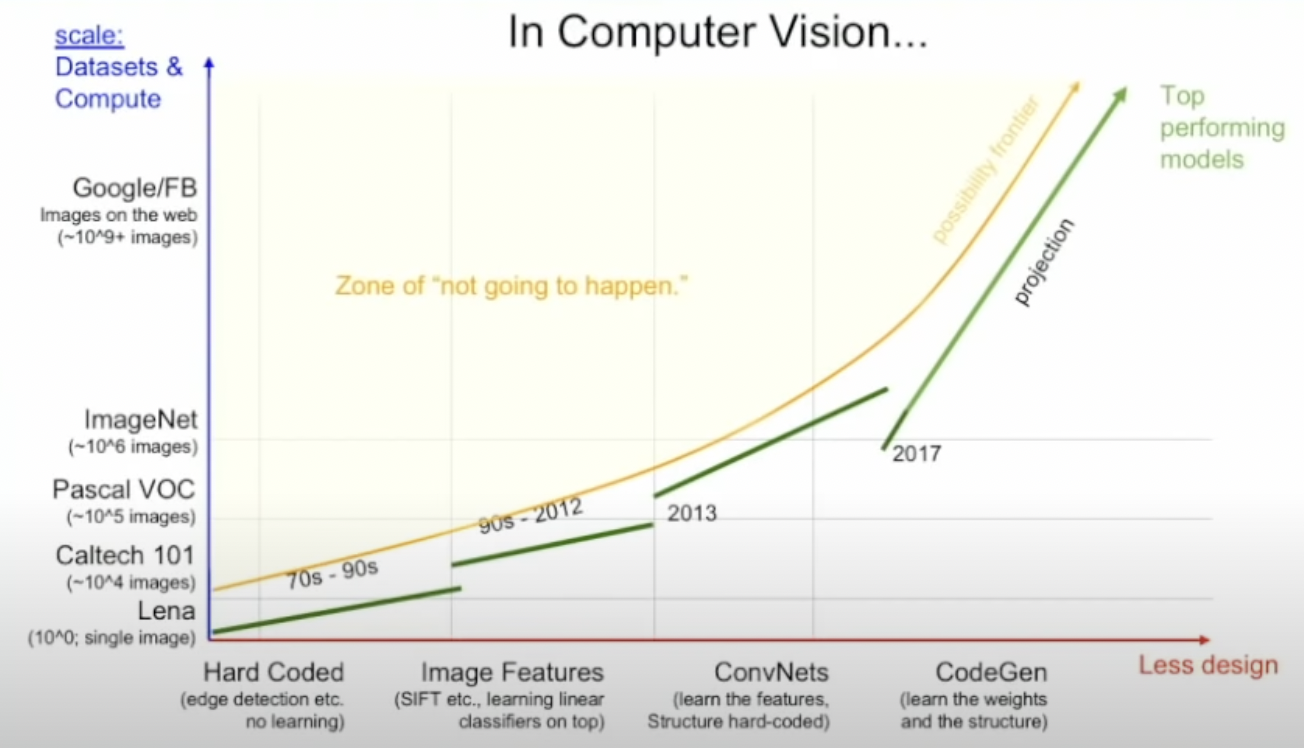 In Computer Vision...
scale:
Datasets &
Compute
Google/FB
Images on the web
(~10^9+ images)
ImageNet
(~10^6 images)
Pascal VOC
(~10^5 images)
Caltech 101
(~10^4 images)
Lena
(10^0; single image)
Zone of “not going to happen.”
possibility frontier
projection
Top
performing
models
70s - 90s
90s - 2012
2013
2017
Hard Coded
(edge detection etc.
no learning)
Image Features
(SIFT etc., learning linear
classifiers on top)
ConvNets
(learn the features,
Structure hard-coded)
CodeGen
(learn the weights
and the structure)
Less design